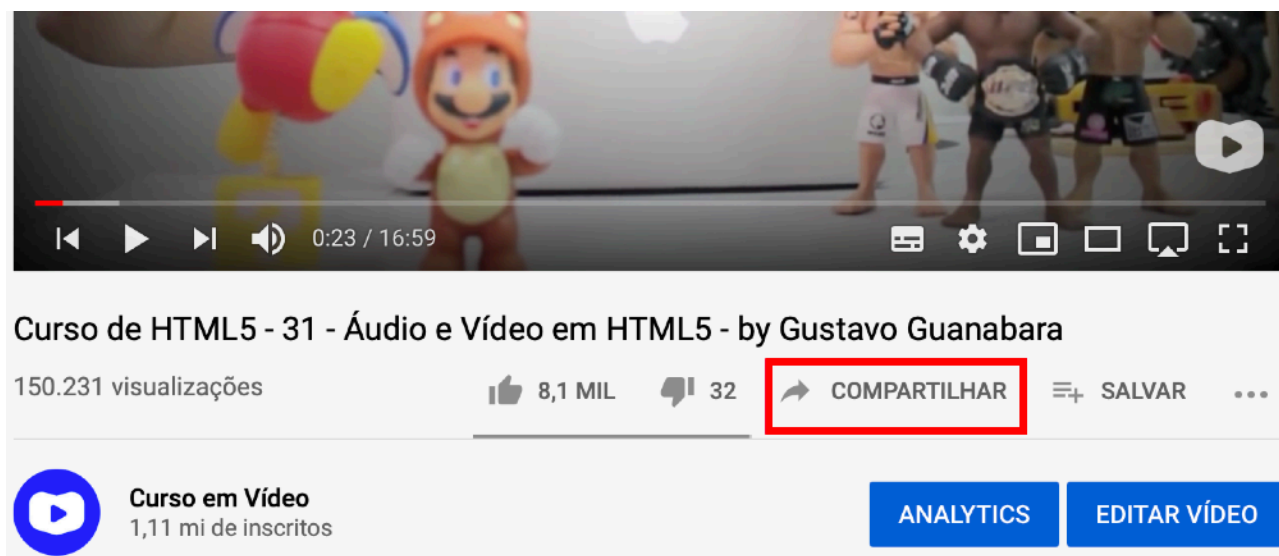 0:23 / 16:59
Curso de HTML5 - 31 - Áudio e Vídeo em HTML5 - by Gustavo Guanabara
150.231 visualizações 8,1 MIL 32 COMPARTILHAR SALVAR
Curso em Vídeo
1,11 mi de inscritos
ANALYTICS EDITAR VÍDEO